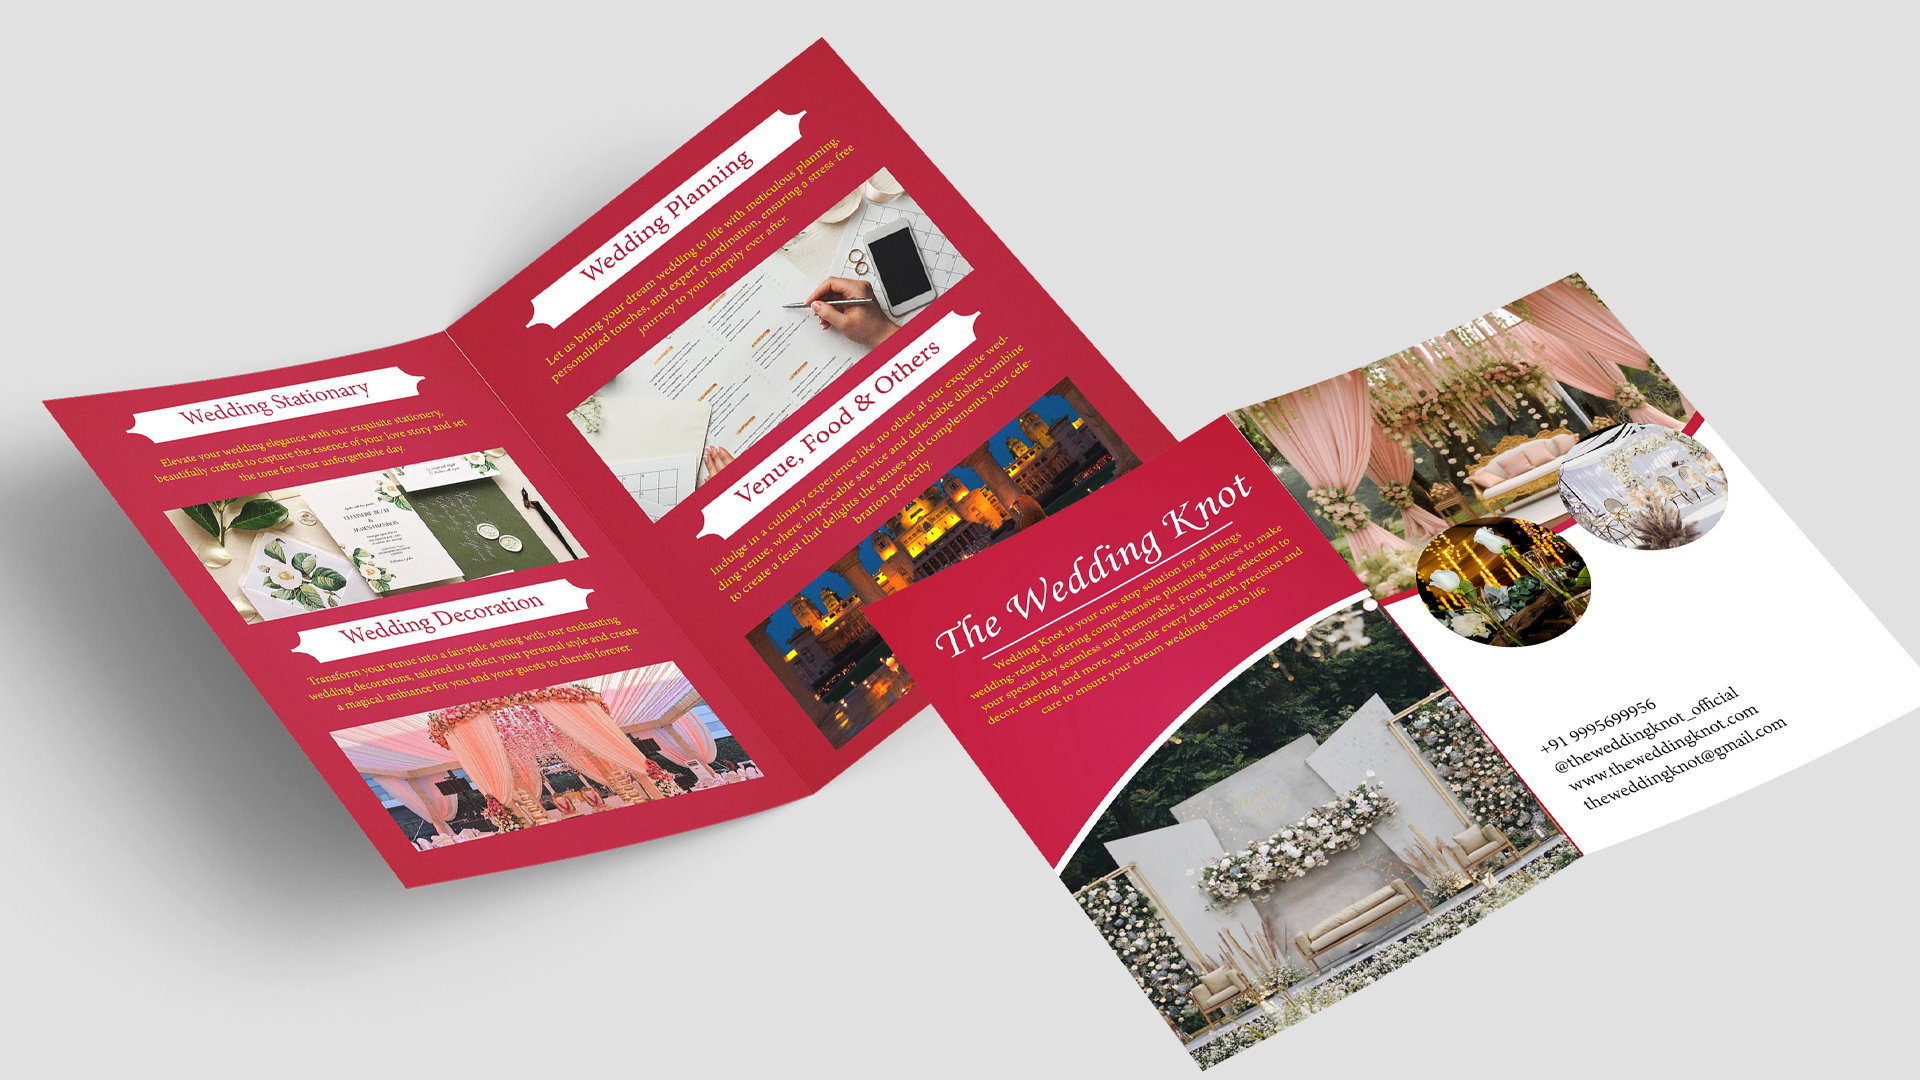 Wedding Stationary
Elevate your wedding elegance with our exquisite stationery,
beautifully crafted to capture the essence of your love story and set
the tone for your unforgettable day.
ELEANORE REZD
&
JAMES FRANKLIN
Wedding Decoration
Transform your venue into a fairytale setting with our enchanting
wedding decorations, tailored to reflect your personal style and create
a magical ambiance for you and your guests to cherish forever.
Wedding Planning
Let us bring your dream wedding to life with meticulous planning,
personalized touches, and expert coordination, ensuring a stress-free
journey to your happily ever after.
Venue, Food & Others
Indulge in a culinary experience like no other at our exquisite wed-
ding venue, where impeccable service and delectable dishes combine
to create a feast that delights the senses and complements your cele-
bration perfectly.
The Wedding Knot
Wedding Knot is your one-stop solution for all things
wedding-related, offering comprehensive planning services to make
your special day seamless and memorable. From venue selection to
decor, catering, and more, we handle every detail with precision and
care to ensure your dream wedding comes to life.
+91 9995699956
@theweddingknot_official
www.theweddingknot.com
theweddingknot@gmail.com